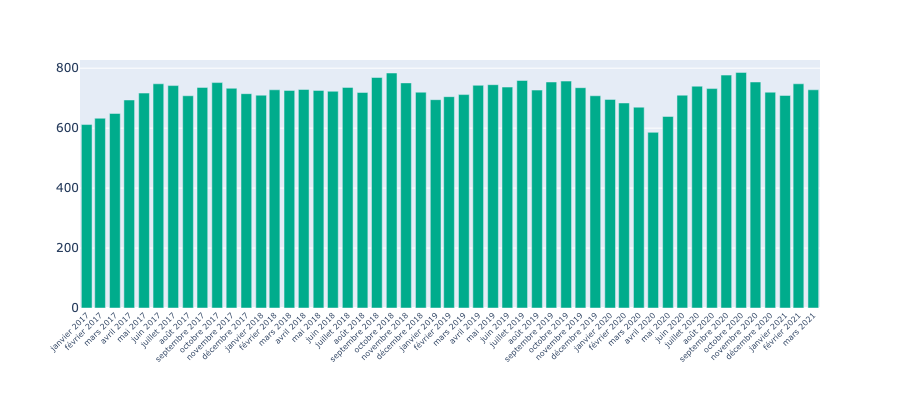 800
600
400
200
0
janvier 2017
février 2017
mars 2017
avril 2017
mai 2017
juin 2017
juillet 2017
août 2017
septembre 2017
octobre 2017
novembre 2017
décembre 2017
janvier 2018
février 2018
mars 2018
avril 2018
mai 2018
juin 2018
juillet 2018
août 2018
septembre 2018
octobre 2018
novembre 2018
décembre 2018
janvier 2019
février 2019
mars 2019
avril 2019
mai 2019
juin 2019
juillet 2019
août 2019
septembre 2019
octobre 2019
novembre 2019
décembre 2019
janvier 2020
février 2020
mars 2020
avril 2020
mai 2020
juin 2020
juillet 2020
août 2020
septembre 2020
octobre 2020
novembre 2020
décembre 2020
janvier 2021
février 2021
mars 2021